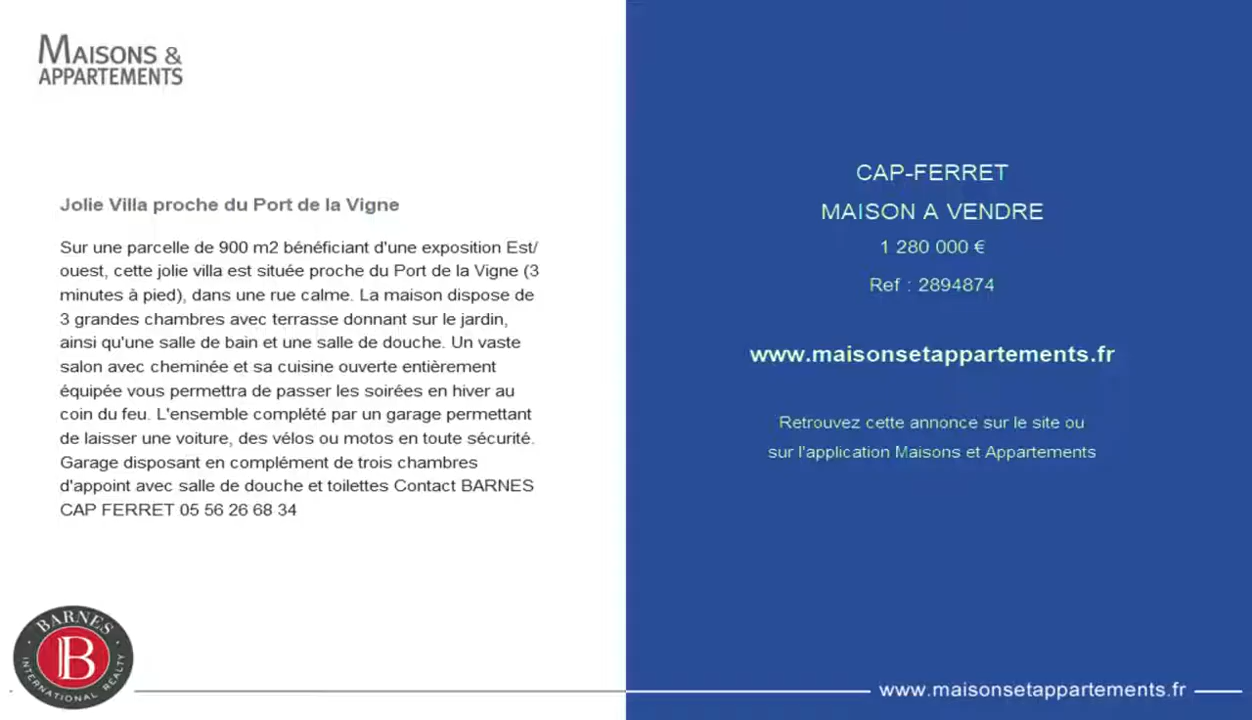 MAISONS &
APPARTEMENTS
Jolie Villa proche du Port de la Vigne
Sur une parcelle de 900 m2 bénéficiant d'une exposition Est/
ouest, cette jolie villa est située proche du Port de la Vigne (3
minutes à pied), dans une rue calme. La maison dispose de
3 grandes chambres avec terrasse donnant sur le jardin,
ainsi qu'une salle de bain et une salle de douche. Un vaste
salon avec cheminée et sa cuisine ouverte entièrement
équipée vous permettra de passer les soirées en hiver au
coin du feu. L'ensemble complété par un garage permettant
de laisser une voiture, des vélos ou motos en toute sécurité.
Garage disposant en complément de trois chambres
d'appoint avec salle de douche et toilettes Contact BARNES
CAP FERRET 05 56 26 68 34
BARNES
B
INTERNATIONAL REALTY
CAP-FERRET
MAISON A VENDRE
1 280 000 €
Ref : 2894874
www.maisonsetappartements.fr
Retrouvez cette annonce sur le site ou
sur l'application Maisons et Appartements
www.maisonsetappartements.fr